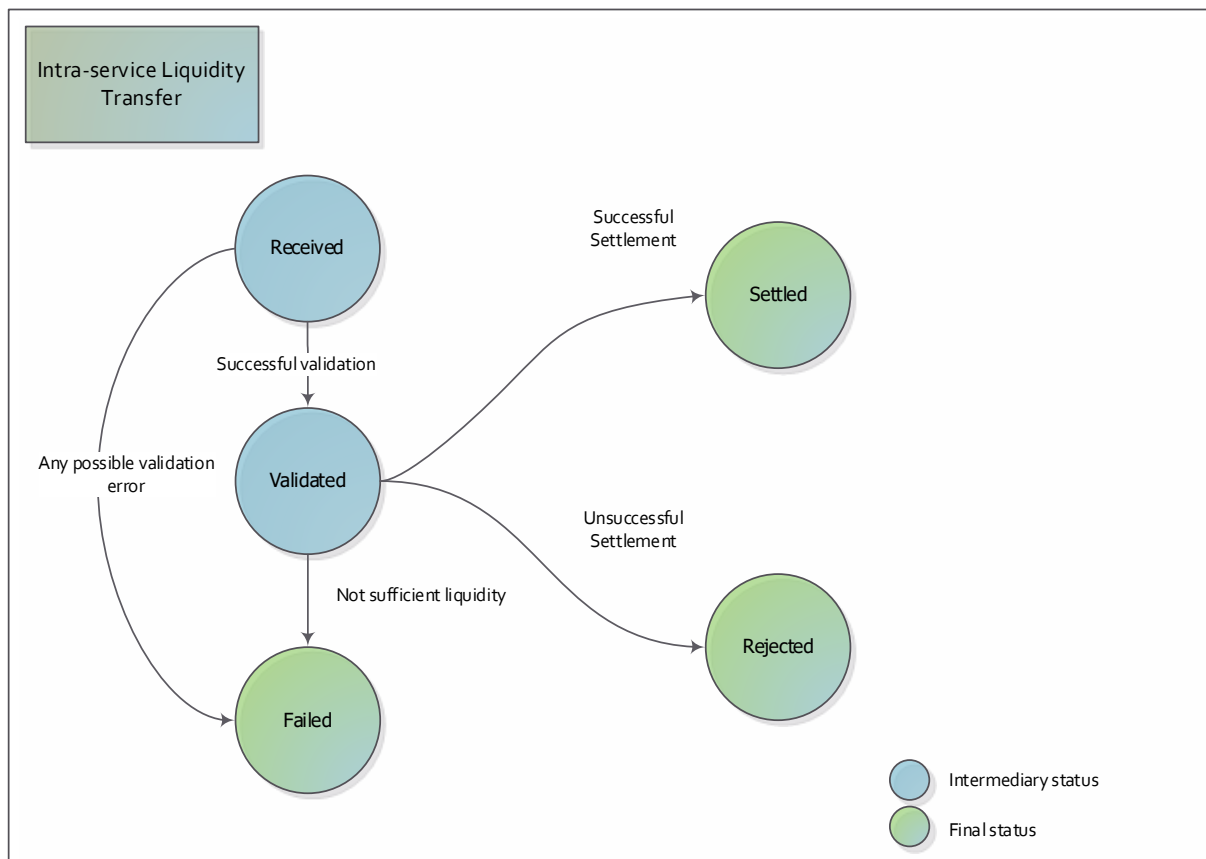 Intra-service Liquidity
Transfer
Received
Successful validation
Successful
Settlement
Settled
Any possible validation
error
Validated
Unsuccessful
Settlement
Not sufficient liquidity
Rejected
Failed
Intermediary status
Final status